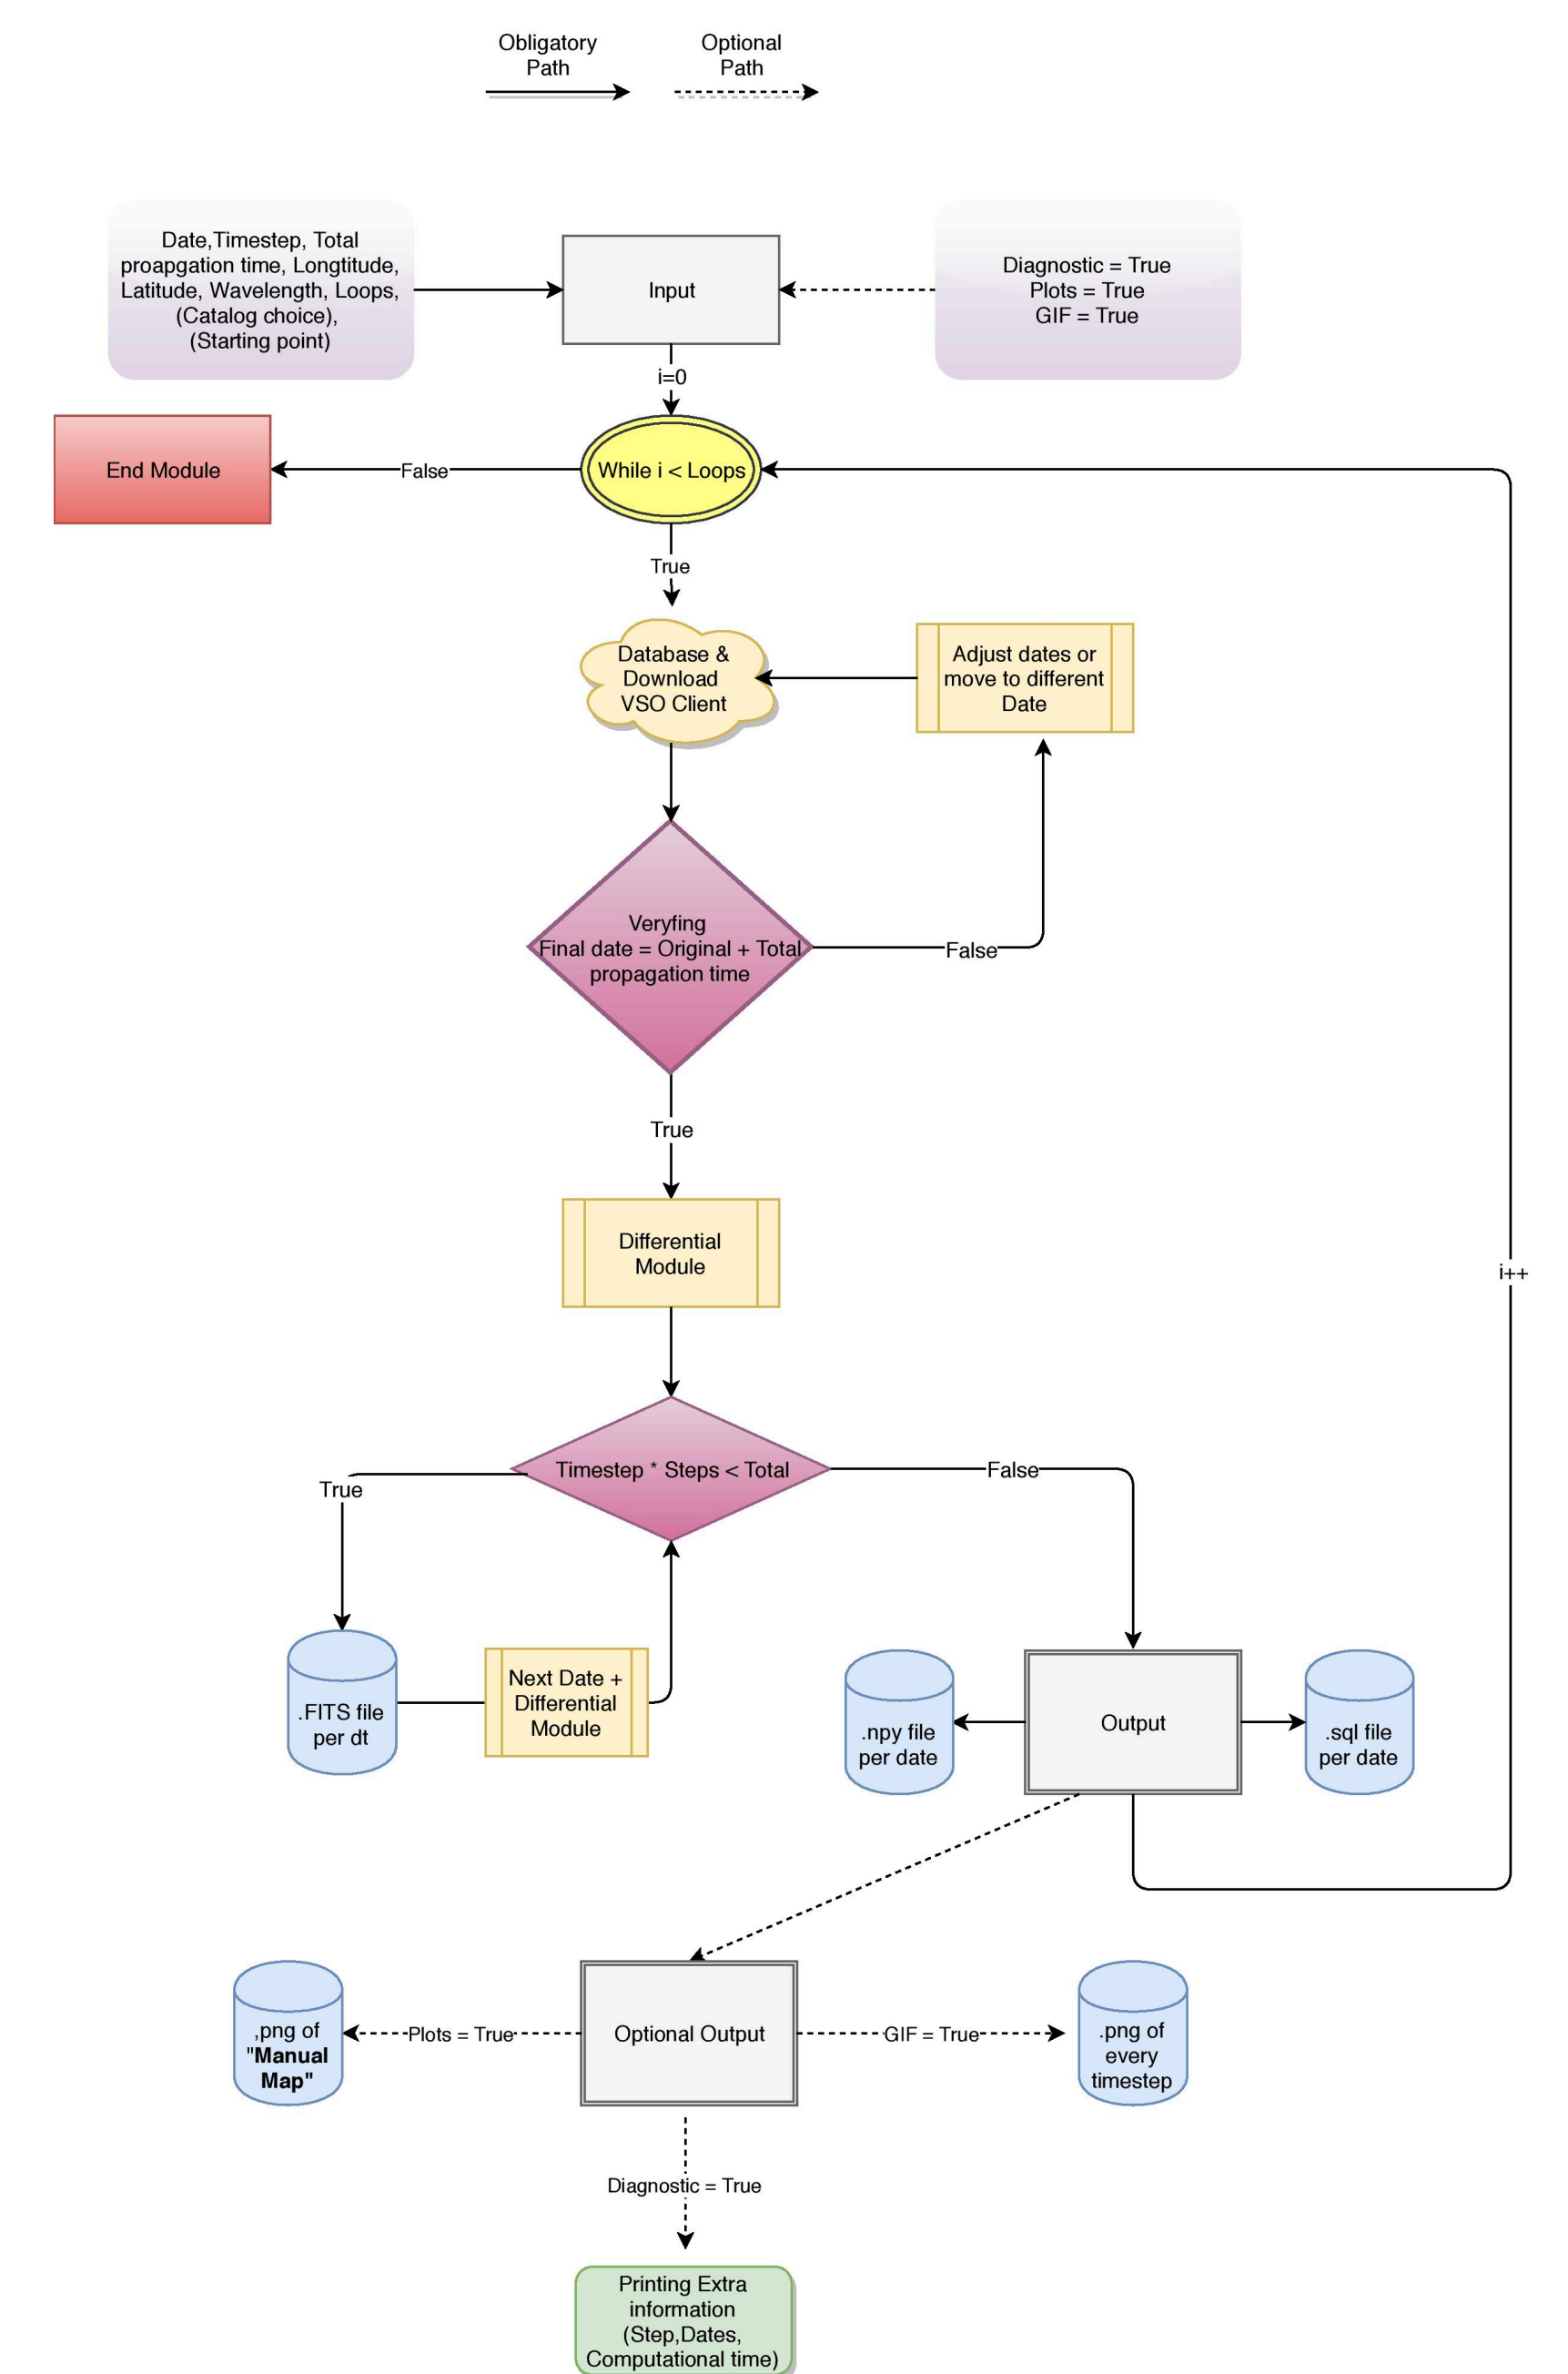 Obligatory
Path
Optional
Path
Date,Timestep, Total
proapgation time, Longtitude,
Latitude, Wavelength, Loops,
(Catalog choice),
(Starting point)
Input
Diagnostic = True
Plots = True
GIF = True
i=0
End Module
False
While i < Loops
True
Database &
Download
VSO Client
Adjust dates or
move to different
Date
Veryfing
Final date = Original + Total
propagation time
False
True
Differential
Module
i++
Timestep * Steps < Total
True
False
.FITS file
per dt
Next Date +
Differential
Module
.npy file
per date
Output
.sql file
per date
,png of
"Manual
Map"
Plots = True
Optional Output
GIF = True
.png of
every
timestep
Diagnostic = True
Printing Extra
information
(Step,Dates,
Computational time)